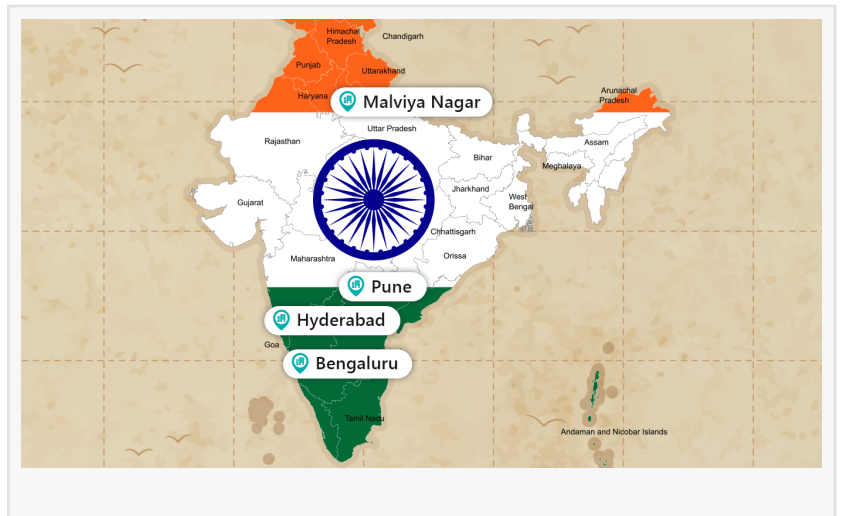 Himachal
Pradesh
Chandigarh
Punjab
Uttarakhand
Haryana
Malviya Nagar
Arunachal
Pradesh
Uttar Pradesh
Rajasthan
Assam
Bihar
Meghalaya
Jharkhand
West
Bengal
Gujarat
Chhattisgarh
Maharashtra
Orissa
Pune
Hyderabad
Goa
Bengaluru
Tamil Nadu
Andaman and Nicobar Islands